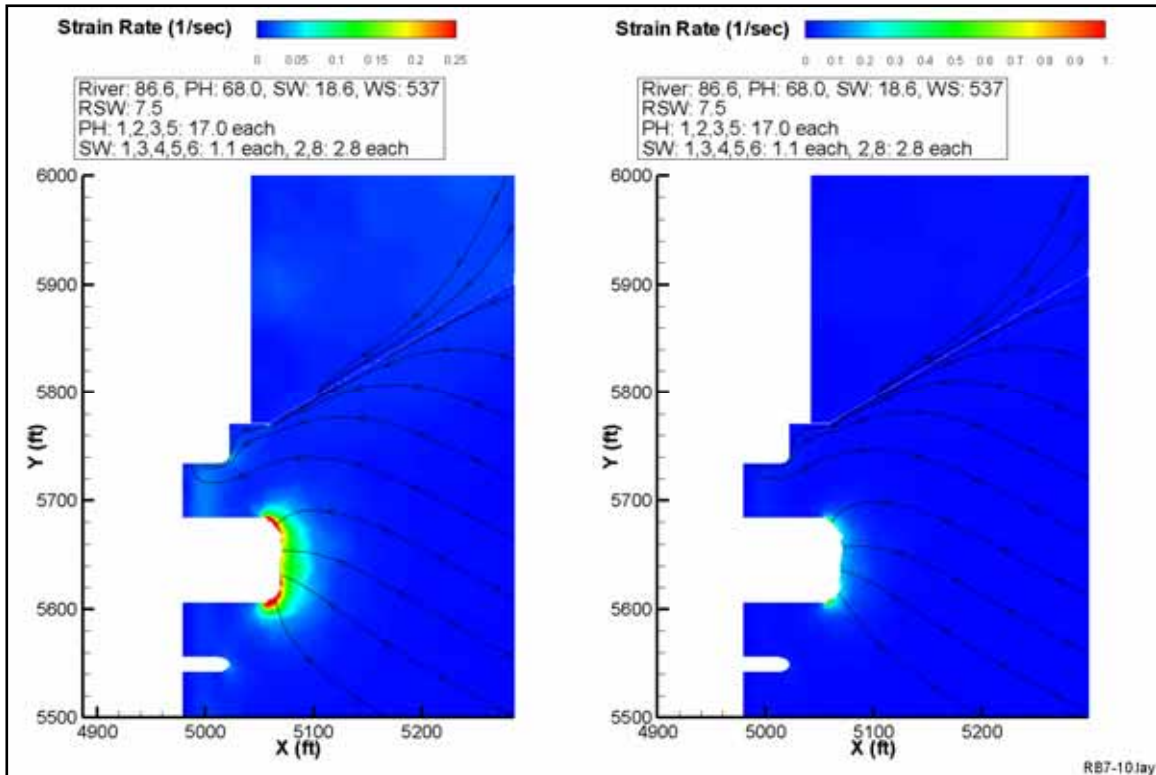 Strain Rate (1/sec)
0 0.05 0.1 0.15 0.2 0.25
River: 86.6, PH: 68.0, SW: 18.6, WS: 537
RSW: 7.5
PH: 1,2,3,5: 17.0 each
SW: 1,3,4,5,6: 1.1 each, 2,8: 2.8 each
6000
5900
5800
5700
5600
5500
Y (ft)
4900 5000 5100 5200
X (ft)
Strain Rate (1/sec)
0 0.1 0.2 0.3 0.4 0.5 0.6 0.7 0.8 0.9 1
River: 86.6, PH: 68.0, SW: 18.6, WS: 537
RSW: 7.5
PH: 1,2,3,5: 17.0 each
SW: 1,3,4,5,6: 1.1 each, 2,8: 2.8 each
6000
5900
5800
5700
5600
5500
Y (ft)
4900 5000 5100 5200
X (ft)
RB7-10.lay